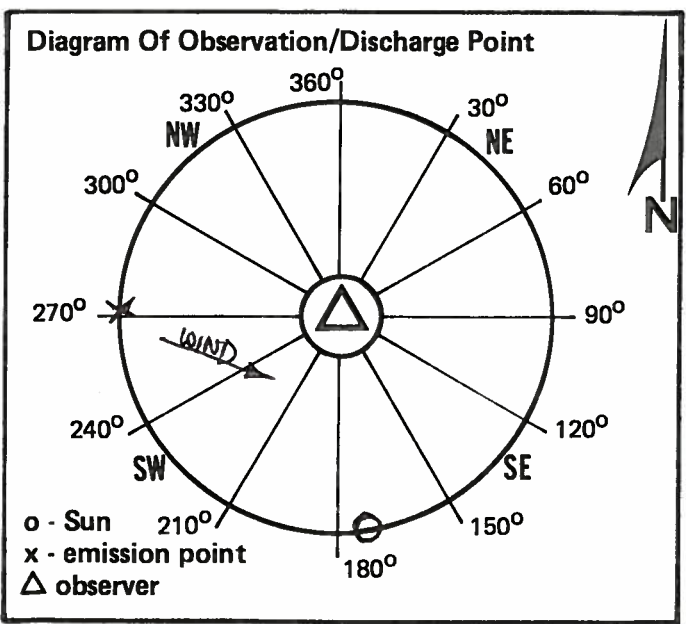 Diagram Of Observation/Discharge Point
360°
330°
30°
NW
NE
300°
60°
N
270°
90°
WIND
240°
120°
SW
SE
o - Sun
210°
150°
x - emission point
180°
△ observer